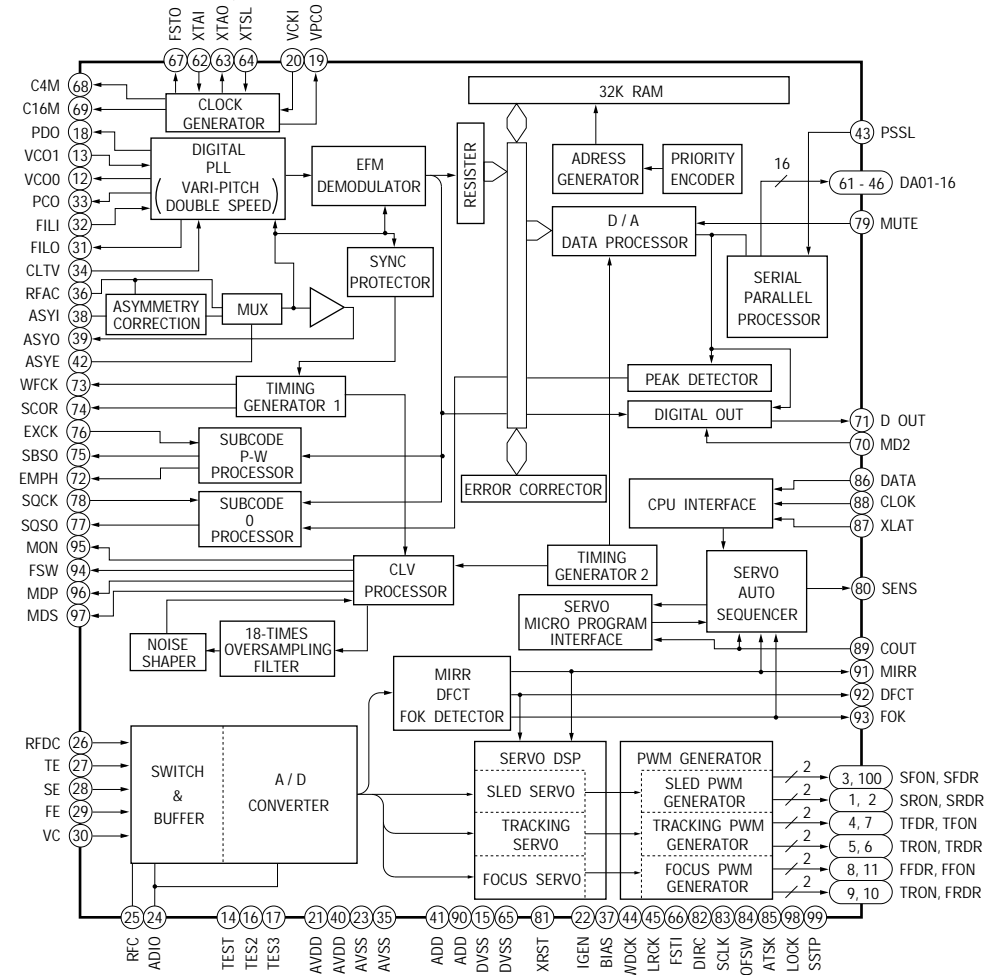 FSTO XTAI XTAO XTSL VCKI VPCO
67 62 63 64 20 19
C4M 68
C16M 69
PDO 18
VCO1 13
VCO0 12
PCO 33
FILI 32
FILO 31
CLTV 34
RFAC 36
ASYI 38
ASYO 39
ASYE 42
WFCK 73
SCOR 74
EXCK 76
SBSO 75
EMPH 72
SQCK 78
SQSO 77
MON 95
FSW 94
MDP 96
MDS 97
RFDC 26
TE 27
SE 28
FE 29
VC 30
CLOCK
GENERATOR
DIGITAL
PLL
(VARI-PITCH
DOUBLE SPEED)
EFM
DEMODULATOR
SYNC
PROTECTOR
ASYMMETRY
CORRECTION
MUX
TIMING
GENERATOR 1
SUBCODE
P-W
PROCESSOR
SUBCODE
0
PROCESSOR
CLV
PROCESSOR
NOISE
SHAPER
18-TIMES
OVERSAMPLING
FILTER
RESISTER
32K RAM
ADRESS
GENERATOR
PRIORITY
ENCODER
D / A
DATA PROCESSOR
SERIAL
PARALLEL
PROCESSOR
16
PEAK DETECTOR
DIGITAL OUT
ERROR CORRECTOR
CPU INTERFACE
TIMING
GENERATOR 2
SERVO
AUTO
SEQUENCER
SERVO
MICRO PROGRAM
INTERFACE
MIRR
DFCT
FOK DETECTOR
SWITCH
&
BUFFER
A / D
CONVERTER
SERVO DSP
SLED SERVO
TRACKING
SERVO
FOCUS SERVO
PWM GENERATOR
SLED PWM
GENERATOR
TRACKING PWM
GENERATOR
FOCUS PWM
GENERATOR
43 PSSL
61 - 46 DA01-16
79 MUTE
71 D OUT
70 MD2
86 DATA
88 CLOK
87 XLAT
80 SENS
89 COUT
91 MIRR
92 DFCT
93 FOK
2 3, 100 SFON, SFDR
2 1, 2 SRON, SRDR
2 4, 7 TFDR, TFON
2 5, 6 TRON, TRDR
2 8, 11 FFDR, FFON
2 9, 10 TRON, FRDR
25 24 14 16 17 21 40 23 35 41 90 15 65 81 22 37 44 45 66 82 83 84 85 98 99
RFC ADIO TEST TES2 TES3 AVDD AVDD AVSS AVSS ADD ADD DVSS DVSS XRST IGEN BIAS WDCK LRCK FSTI DIRC SCLK OFSW ATSK LOCK SSTP